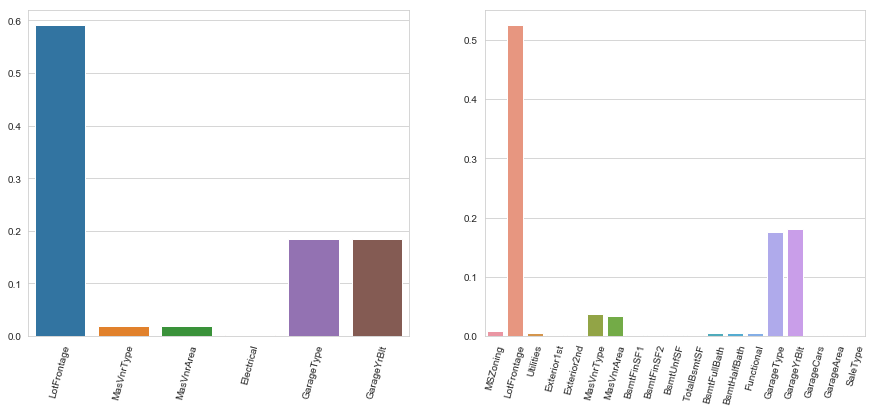 0.6
0.5
0.4
0.3
0.2
0.1
0.0
LotFrontage
MasVnrType
MasVnrArea
Electrical
GarageType
GarageYrBlt
0.5
0.4
0.3
0.2
0.1
0.0
MSZoning
LotFrontage
Utilities
Exterior1st
Exterior2nd
MasVnrType
MasVnrArea
BsmtFinSF1
BsmtFinSF2
BsmtUnfSF
TotalBsmtSF
BsmtFullBath
BsmtHalfBath
Functional
GarageType
GarageYrBlt
GarageCars
GarageArea
SaleType